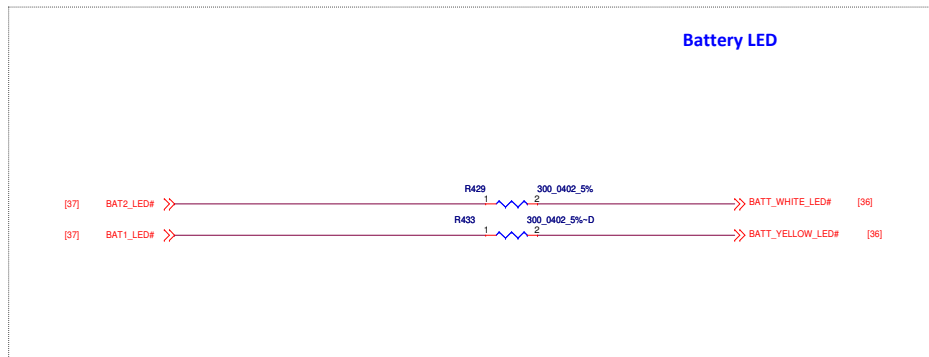 Battery LED
R429 300_0402_5%
[37] BAT2_LED# 1 2 BATT_WHITE_LED# [36]
R433 300_0402_5%~D
[37] BAT1_LED# 1 2 BATT_YELLOW_LED# [36]